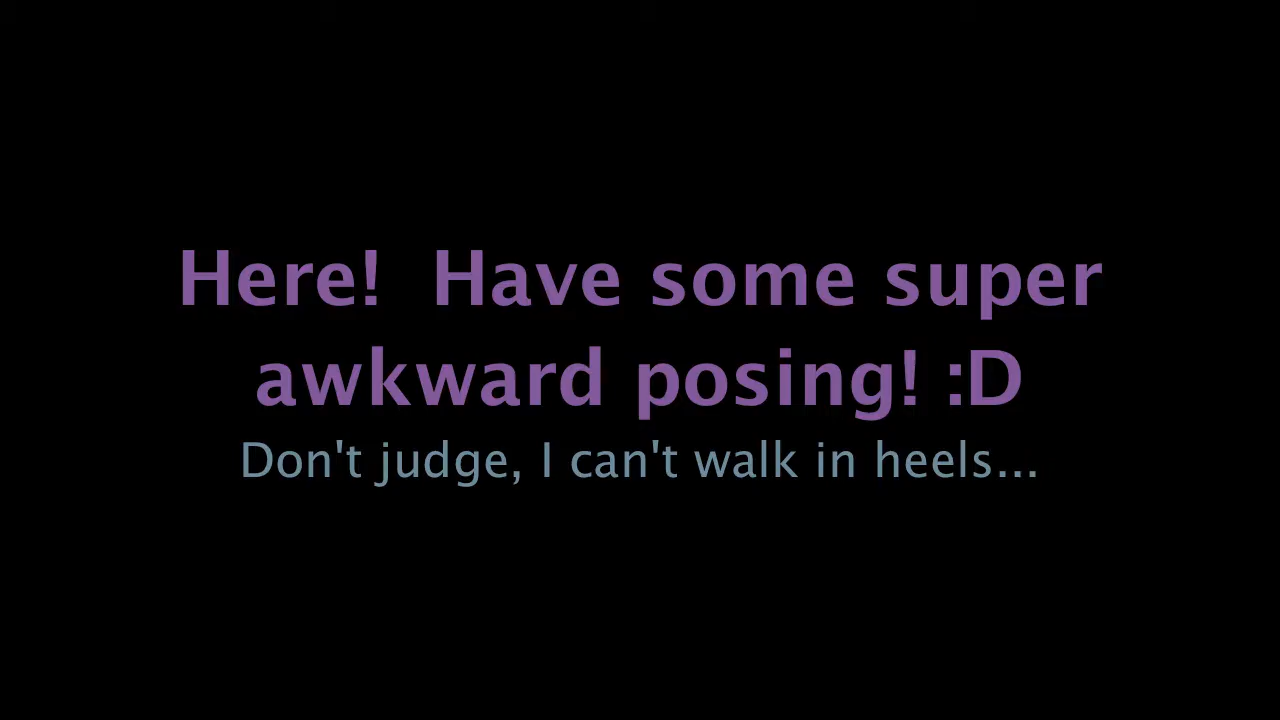 Here!  Have some super
awkward posing! :D
Don't judge, I can't walk in heels...